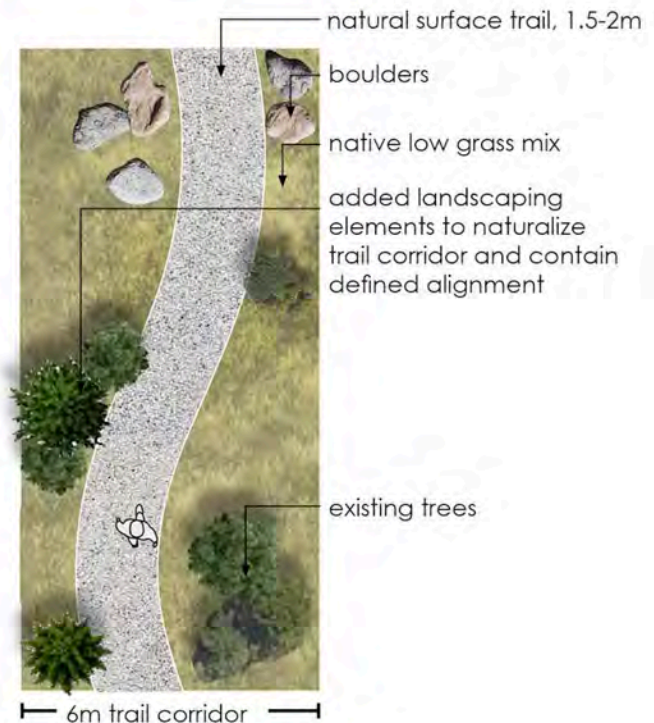 natural surface trail, 1.5-2m
boulders
native low grass mix
added landscaping
elements to naturalize
trail corridor and contain
defined alignment
existing trees
6m trail corridor